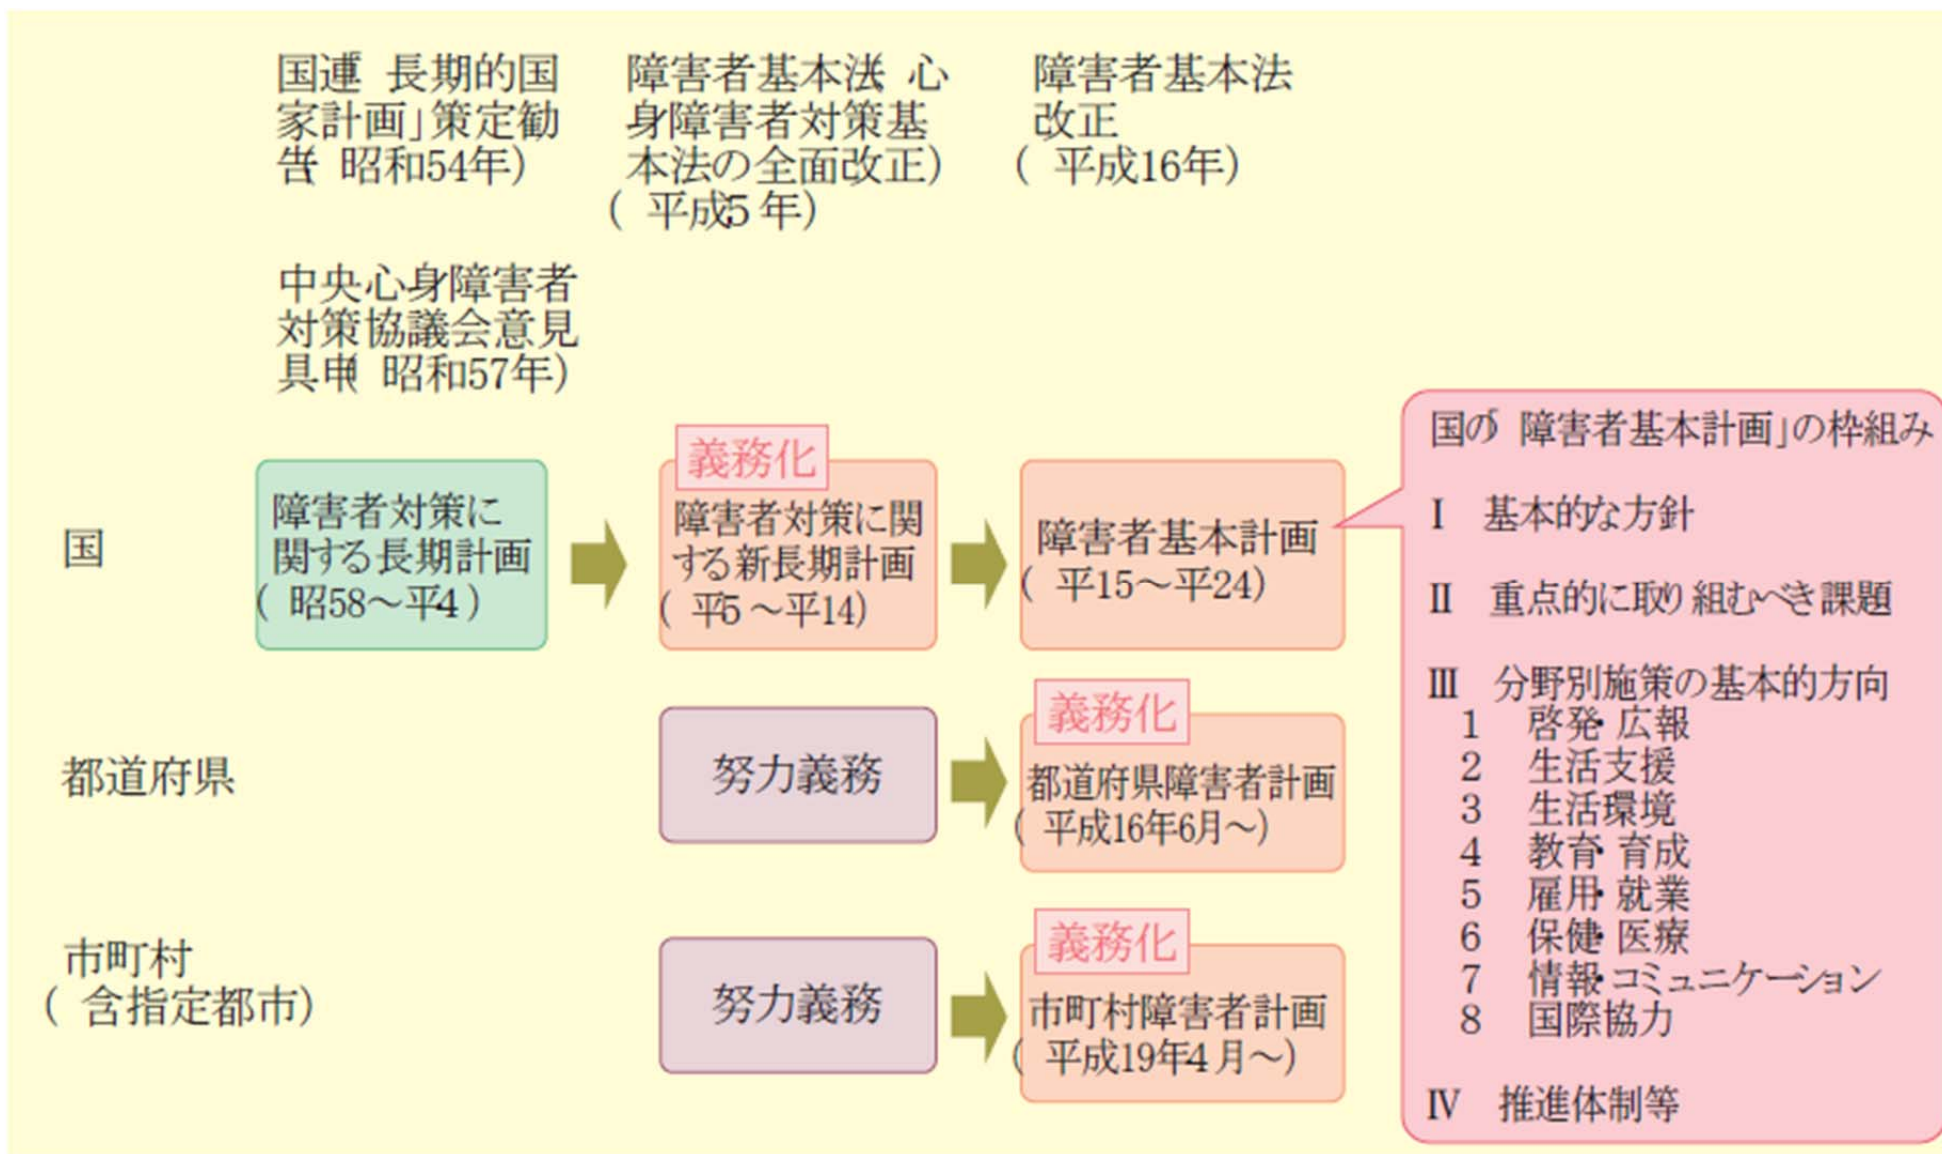 国連「長期的国
家計画」策定勧
告(昭和54年)
障害者基本法(心
身障害者対策基
本法の全面改正)
(平成5年)
障害者基本法
改正
(平成16年)
中央心身障害者
対策協議会意見
具申(昭和57年)
国
障害者対策に
関する長期計画
(昭58～平4)
義務化
障害者対策に関
する新長期計画
(平5～平14)
障害者基本計画
(平15～平24)
都道府県
努力義務
義務化
都道府県障害者計画
(平成16年6月～)
市町村
(含指定都市)
努力義務
義務化
市町村障害者計画
(平成19年4月～)
国の「障害者基本計画」の枠組み
Ⅰ 基本的な方針
Ⅱ 重点的に取り組むべき課題
Ⅲ 分野別施策の基本的方向
1 啓発・広報
2 生活支援
3 生活環境
4 教育・育成
5 雇用・就業
6 保健・医療
7 情報・コミュニケーション
8 国際協力
Ⅳ 推進体制等